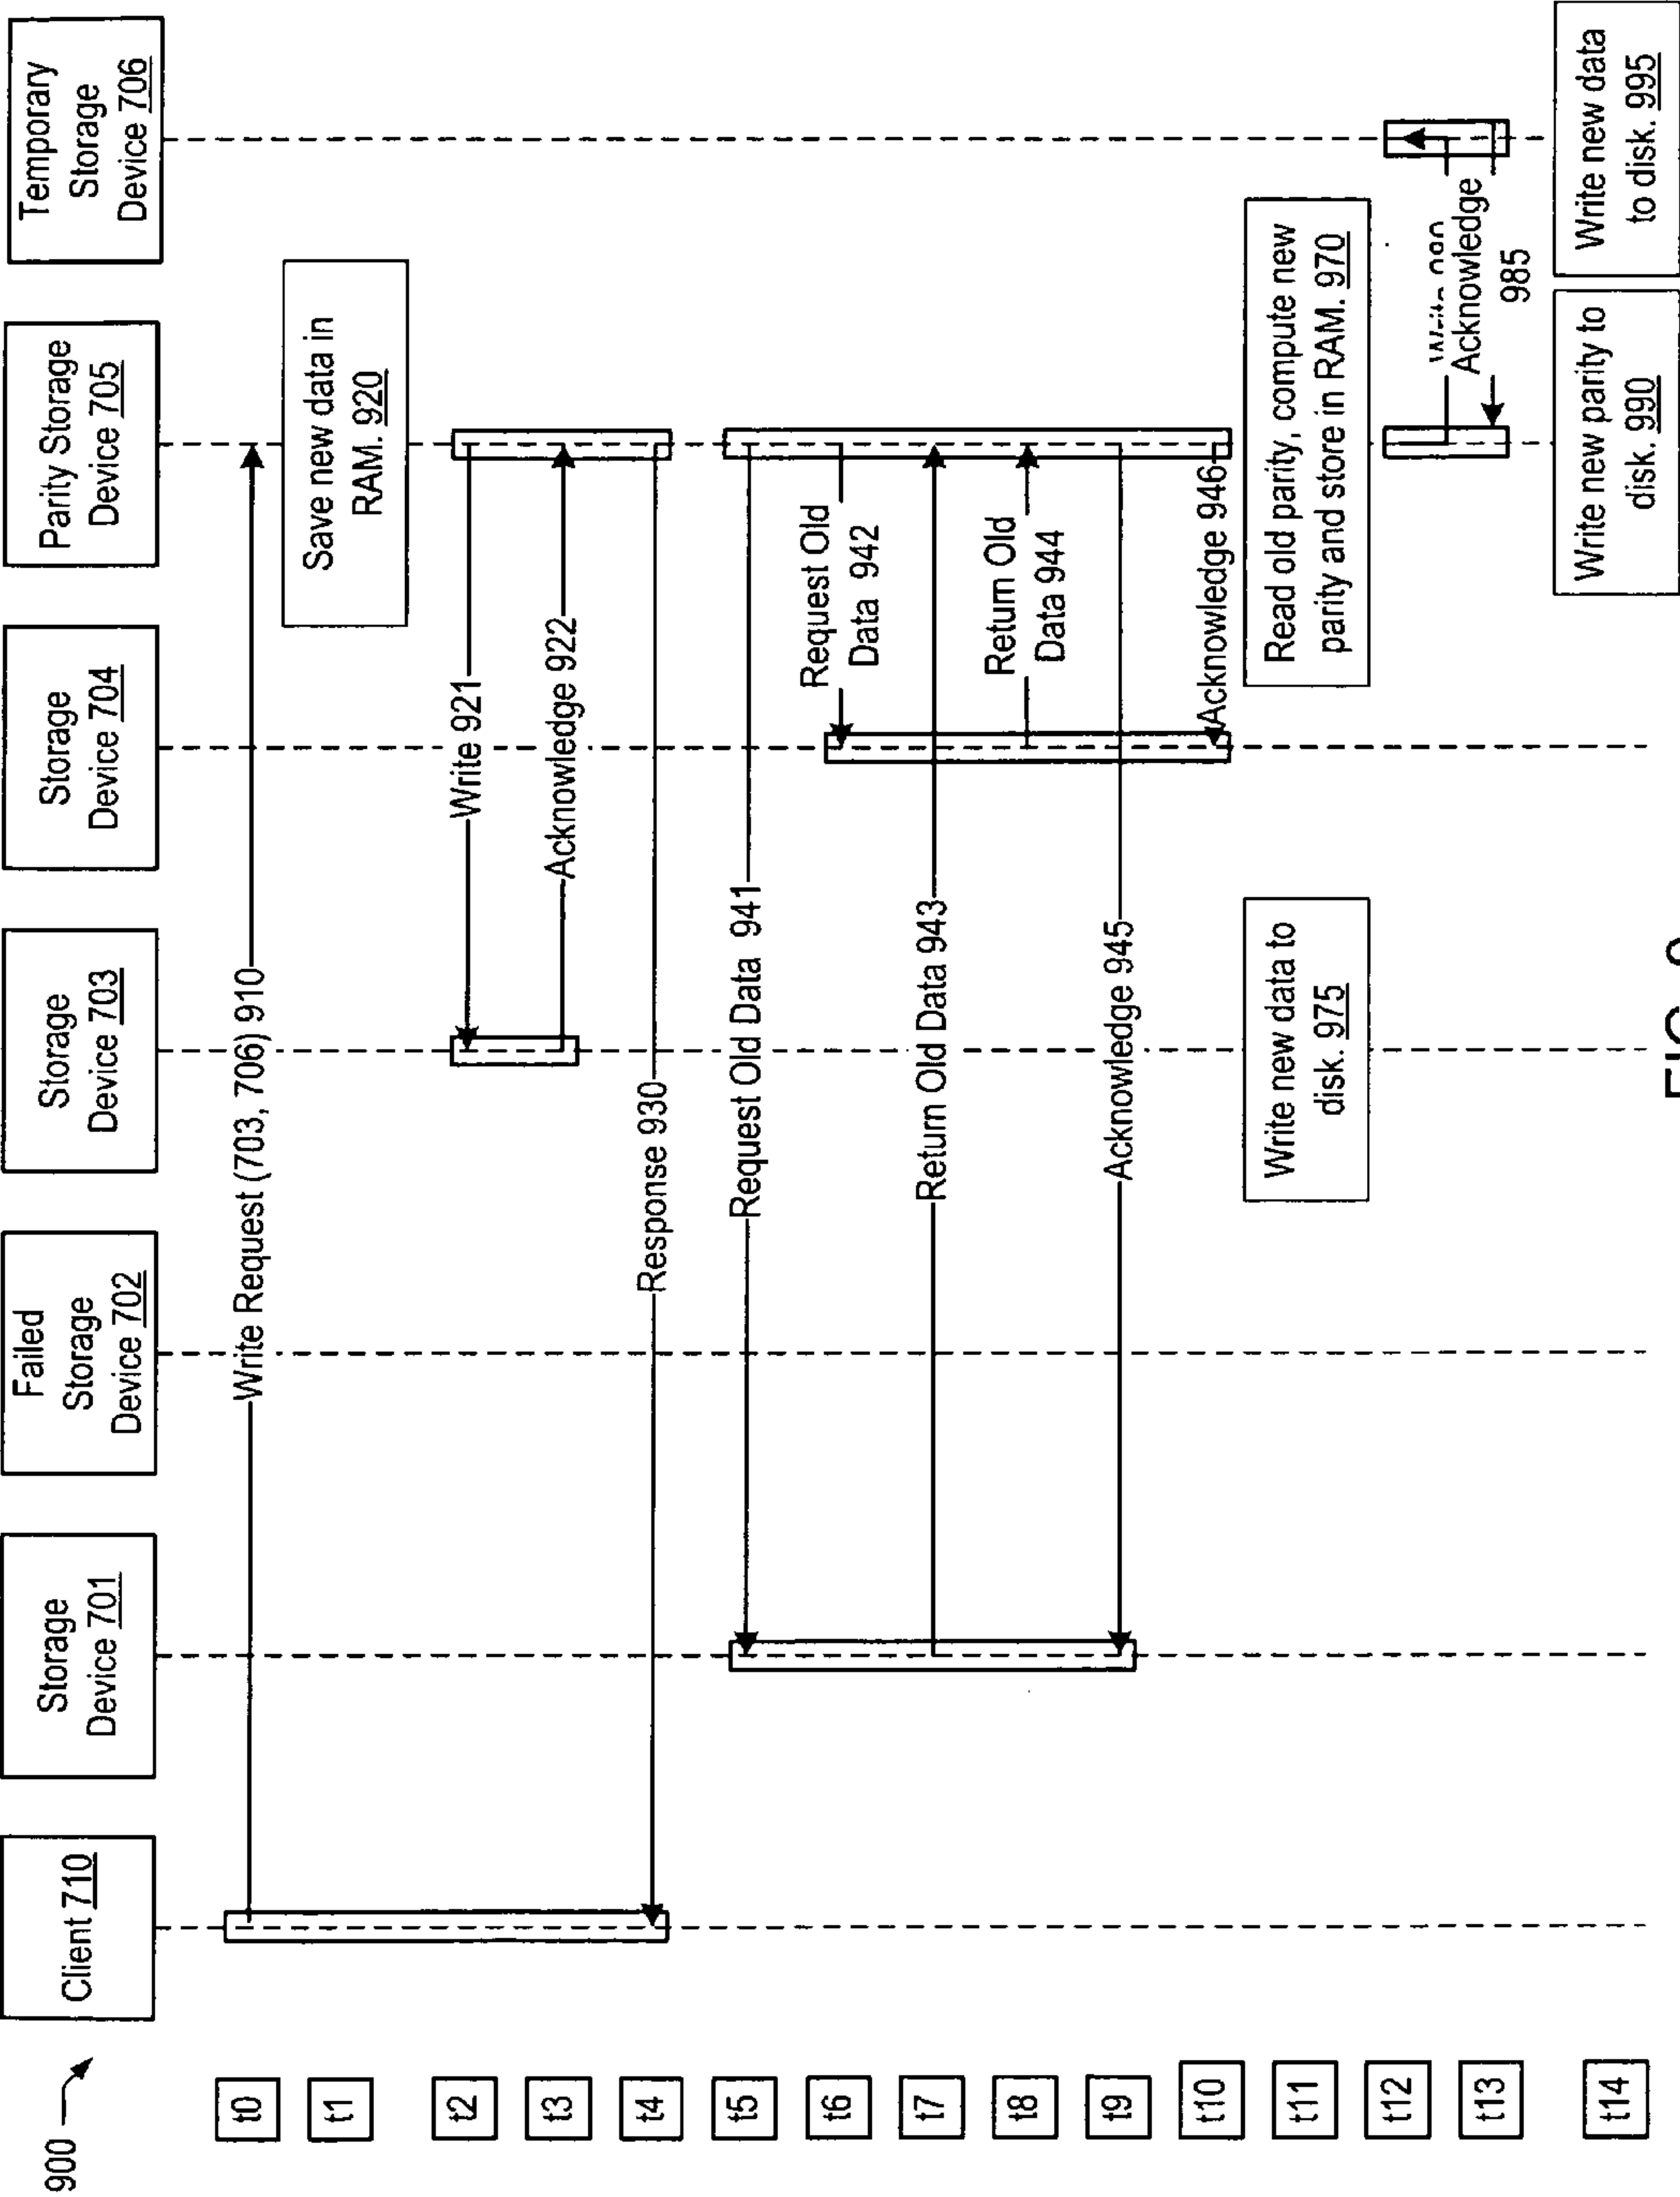 900
Client 710
Storage
Device 701
Failed
Storage
Device 702
Storage
Device 703
Storage
Device 704
Parity Storage
Device 705
Temporary
Storage
Device 706
t0
Write Request (703, 706) 910
t1
Save new data in
RAM. 920
t2
Write 921
t3
Acknowledge 922
t4
Response 930
t5
Request Old Data 941
t6
Request Old
Data 942
t7
Return Old Data 943
t8
Return Old
Data 944
t9
Acknowledge 945
t10
Acknowledge 946
t11
Write new data to
disk. 975
Read old parity, compute new
parity and store in RAM. 970
t12
t13
Acknowledge
985
t14
Write new parity to
disk. 990
Write new data
to disk. 995